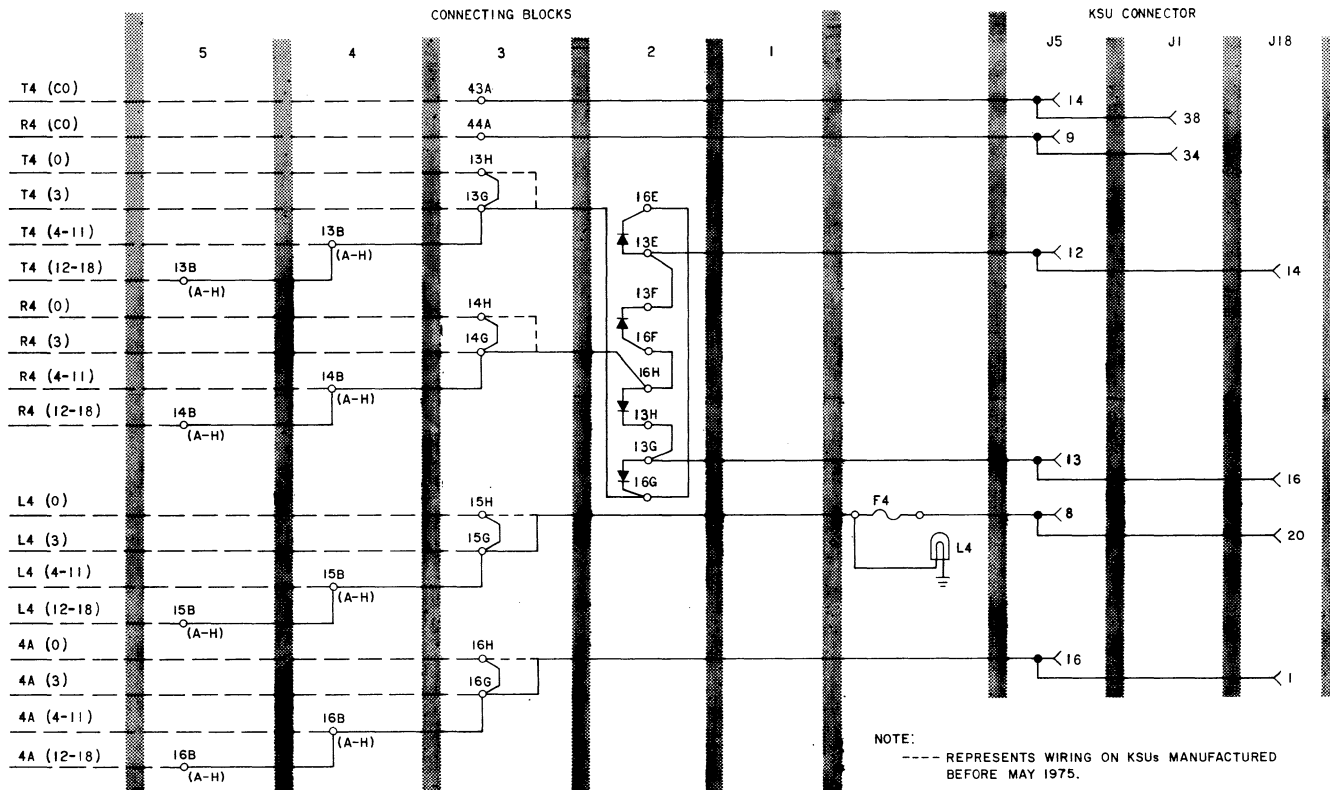 CONNECTING BLOCKS
KSU CONNECTOR
5 4 3 2 1 J5 J1 J18
T4 (CO) 43A 14
38
R4 (CO) 44A 9
34
T4 (0) 13H
T4 (3) 13G 16E
T4 (4-11) 13B 13E 12
(A-H)
T4 (12-18) 13B 14
(A-H)
13F
R4 (0) 14H
16F
R4 (3) 14G
16H
R4 (4-11) 14B
(A-H)
13H
R4 (12-18) 14B
(A-H)
13G 13
16
16G
L4 (0) 15H F4 8
L4 (3) 15G L4 20
L4 (4-11) 15B
(A-H)
L4 (12-18) 15B
(A-H)
4A (0) 16H 16
4A (3) 16G 1
4A (4-11) 16B
(A-H)
4A (12-18) 16B
(A-H)
NOTE:
---- REPRESENTS WIRING ON KSUs MANUFACTURED
BEFORE MAY 1975.